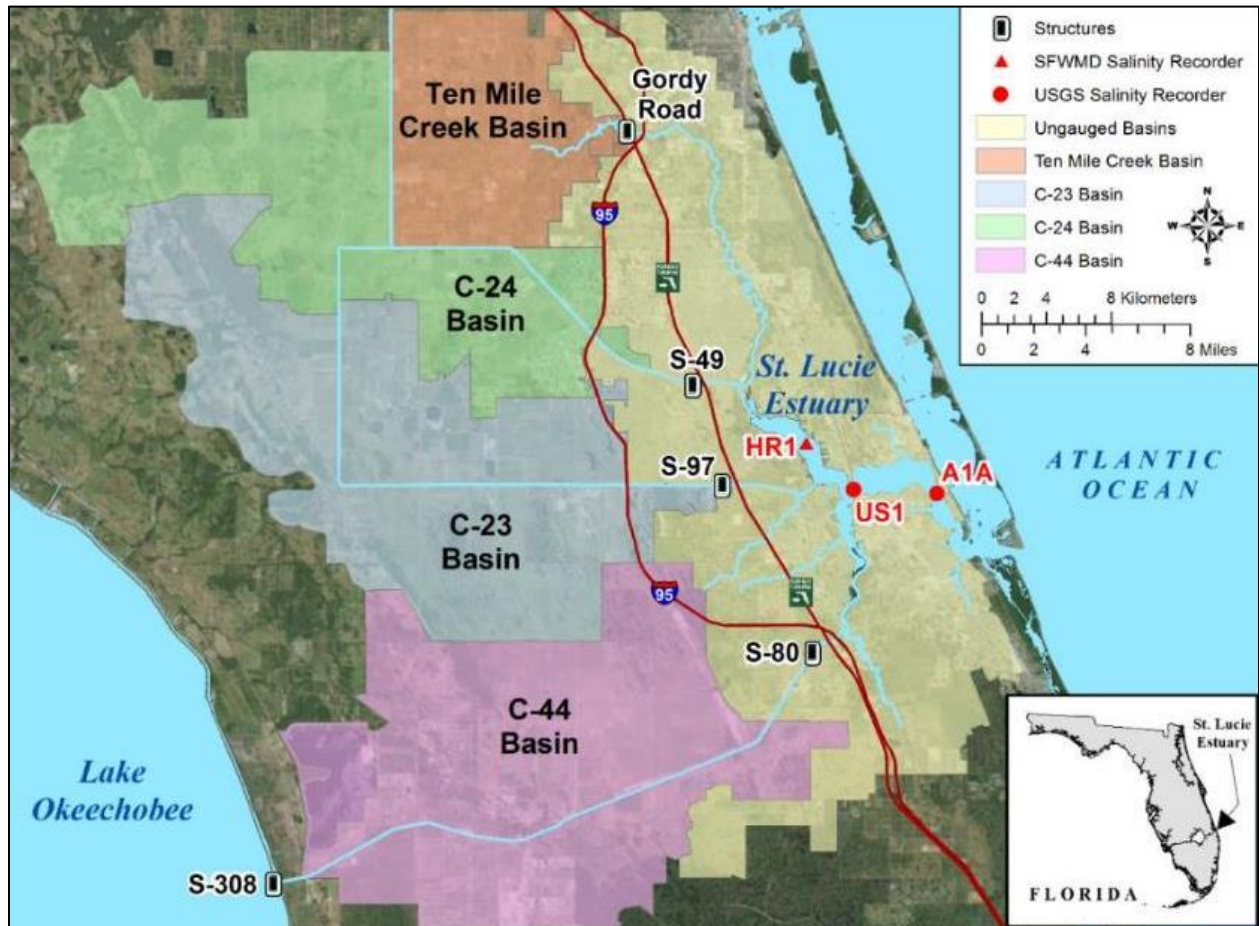 Structures
SFWMD Salinity Recorder
USGS Salinity Recorder
Ungauged Basins
Ten Mile Creek Basin
C-23 Basin
C-24 Basin
C-44 Basin
N
W
E
S
0 2 4 8 Kilometers
0 2 4 8 Miles
Gordy
Road
Ten Mile
Creek Basin
95
C-24
Basin
S-49
St. Lucie
Estuary
HR1
S-97
A1A
US1
ATLANTIC
OCEAN
C-23
Basin
95
S-80
C-44
Basin
Lake
Okeechobee
S-308
St. Lucie
Estuary
FLORIDA